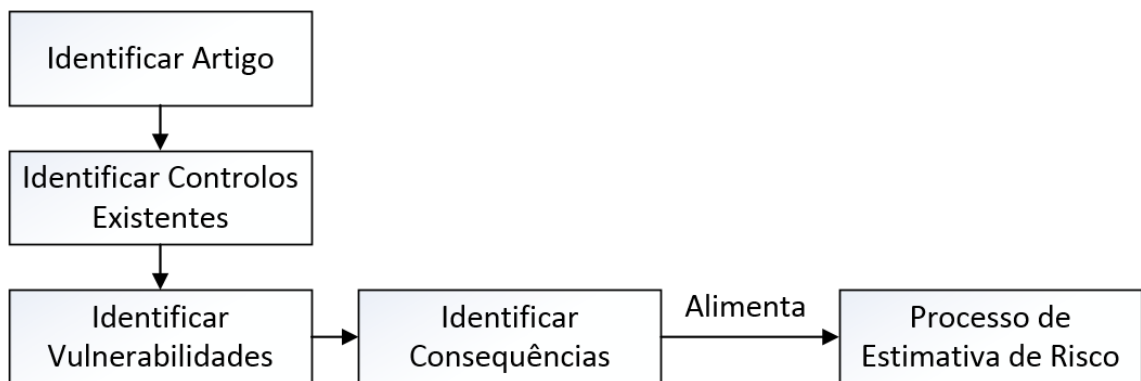 Identificar Artigo
Identificar Controlos
Existentes
Identificar
Vulnerabilidades
Identificar
Consequências
Alimenta
Processo de
Estimativa de Risco